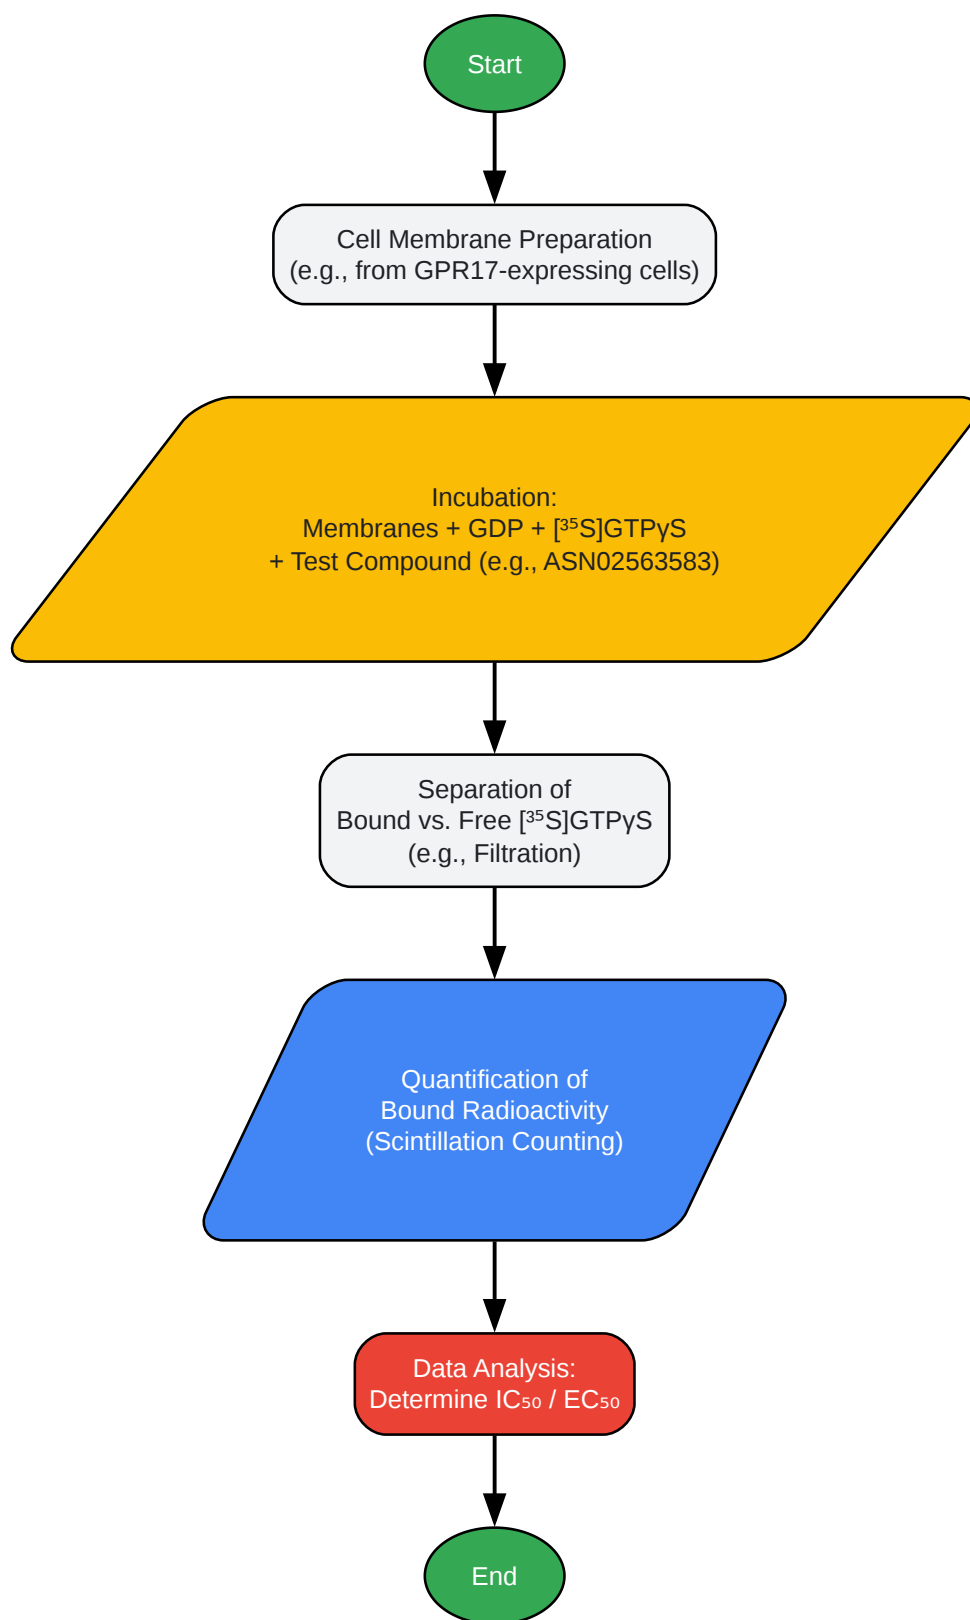 Start
Cell Membrane Preparation
(e.g., from GPR17-expressing cells)
Incubation:
Membranes + GDP + [³⁵S]GTPγS
+ Test Compound (e.g., ASN02563583)
Separation of
Bound vs. Free [³⁵S]GTPγS
(e.g., Filtration)
Quantification of
Bound Radioactivity
(Scintillation Counting)
Data Analysis:
Determine IC₅₀ / EC₅₀
End